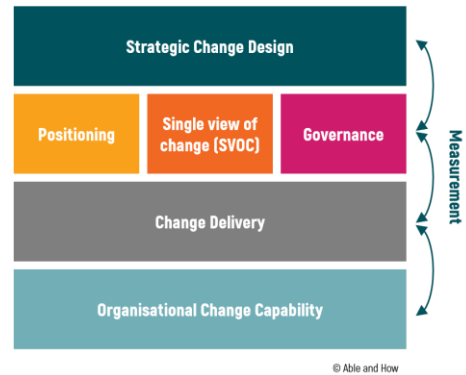 Strategic Change Design
Positioning
Single view of
change (SVOC)
Governance
Change Delivery
Organisational Change Capability
Measurement
© Able and How